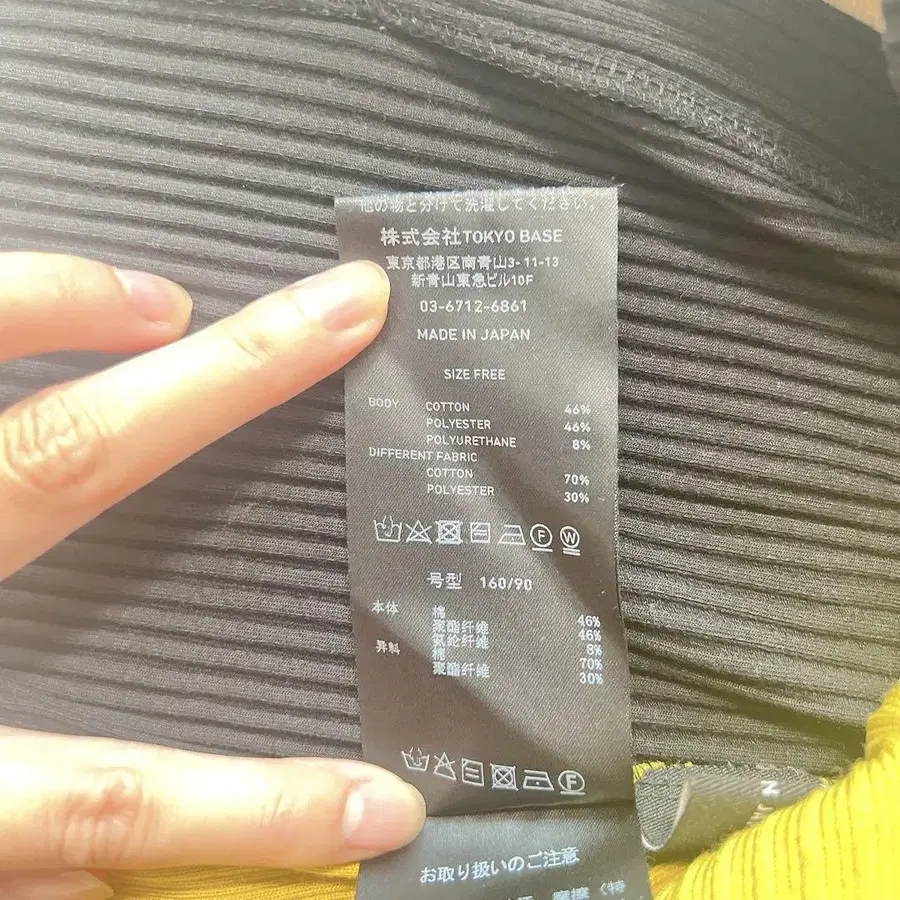 他の物と分けて洗濯してください。
株式会社TOKYO BASE
東京都港区南青山3-11-13
新青山東急ビル10F
03-6712-6861
MADE IN JAPAN
SIZE FREE
BODY COTTON 46%
POLYESTER 46%
POLYURETHANE 8%
DIFFERENT FABRIC
COTTON 70%
POLYESTER 30%
F W
号型 160/90
本体 棉 46%
聚酯纤维 46%
氨纶纤维 8%
异料 棉 70%
聚酯纤维 30%
F
お取り扱いのご注意
摩擦(特